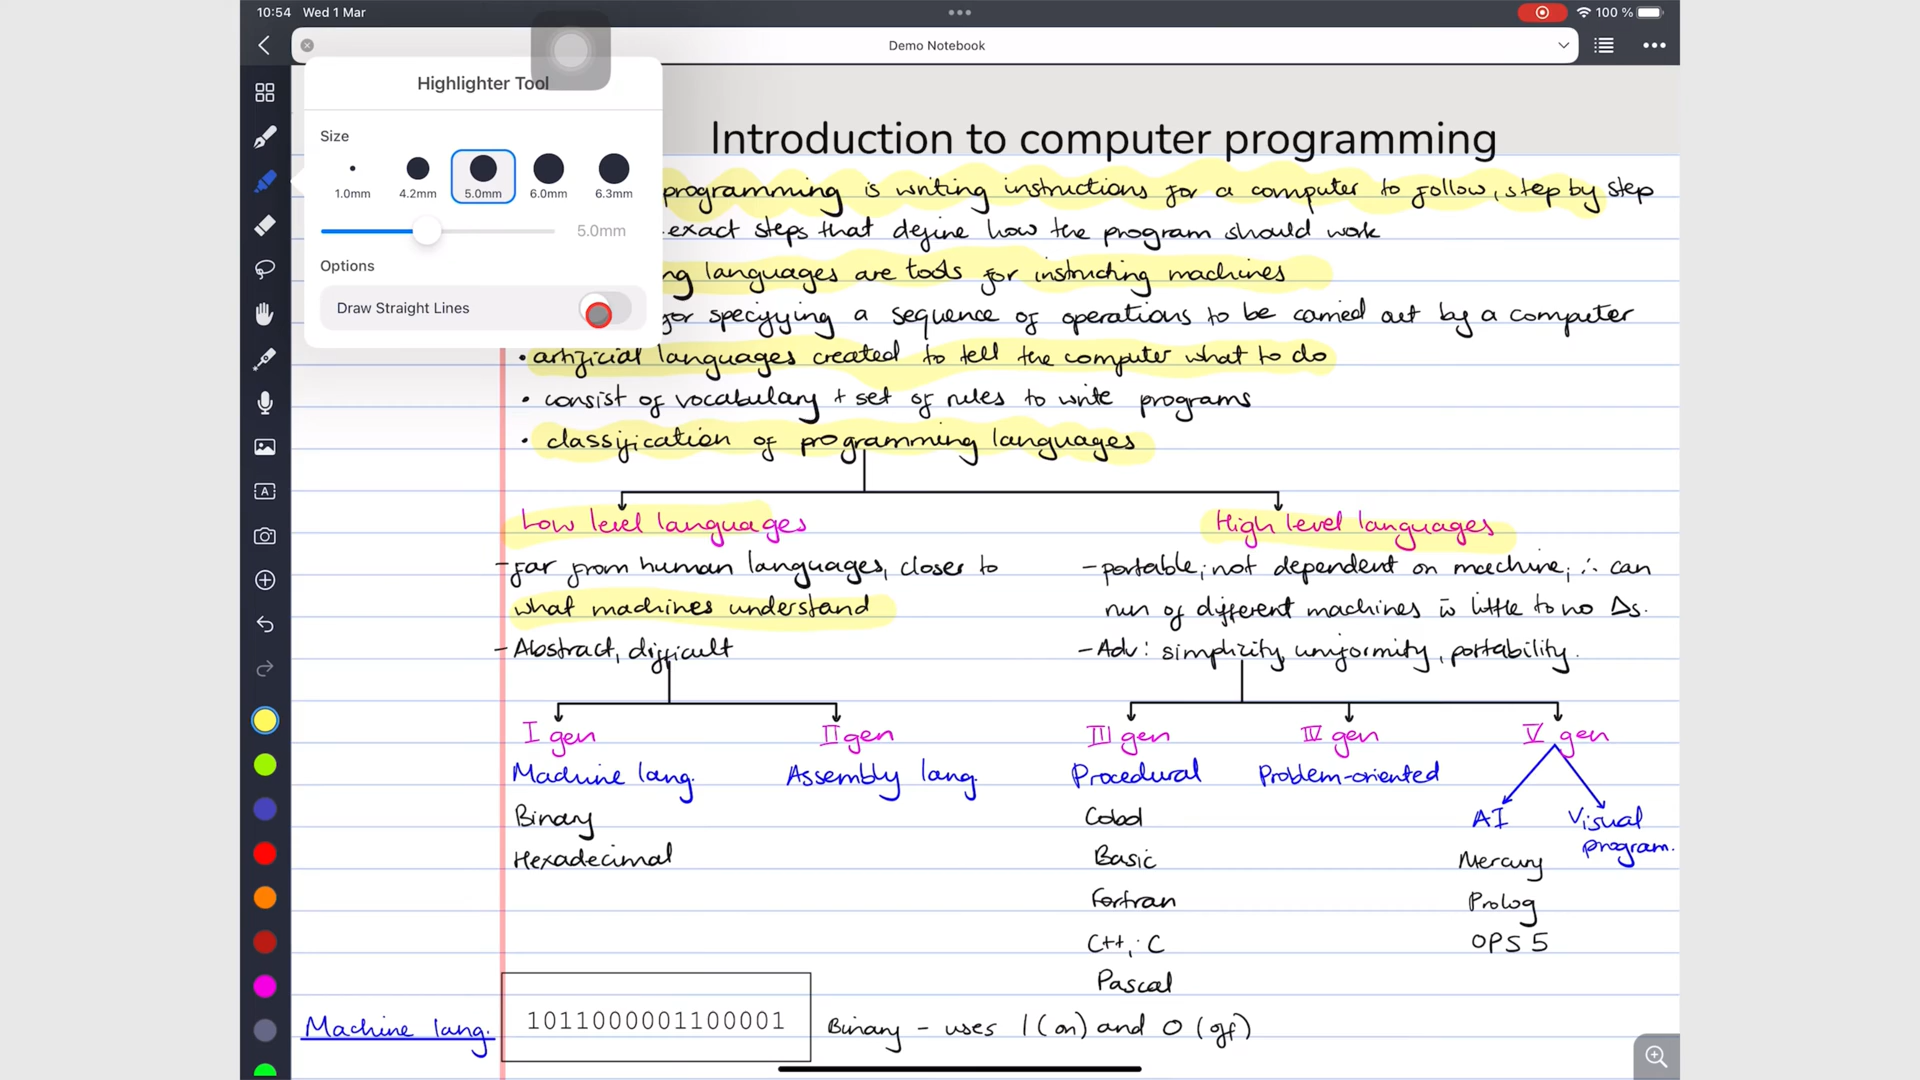 10:54 Wed 1 Mar
100 %
Demo Notebook
Highlighter Tool
Size
1.0mm 4.2mm 5.0mm 6.0mm 6.3mm
5.0mm
Options
Draw Straight Lines
A
Introduction to computer programming
programming is writing instructions for a computer to follow, step by step
exact steps that define how the program should work
ng languages are tools for instructing machines
for specifying a sequence of operations to be carried out by a computer
• artificial languages created to tell the computer what to do
• consist of vocabulary + set of rules to write programs
• classification of programming languages
Low level languages
High level languages
- far from human languages, closer to
what machines understand
- Abstract, difficult
- portable; not dependent on machine; ∴ can
run of different machines w̄ little to no Δs.
- Adv: simplicity, uniformity, portability.
I gen II gen III gen IV gen V gen
Machine lang. Assembly lang. Procedural Problem-oriented
AI Visual
program.
Binary
Hexadecimal
Cobol
Basic
Fortran
C++, C
Pascal
Mercury
Prolog
OPS 5
Machine lang.
1011000001100001
Binary - uses 1 (on) and 0 (off)